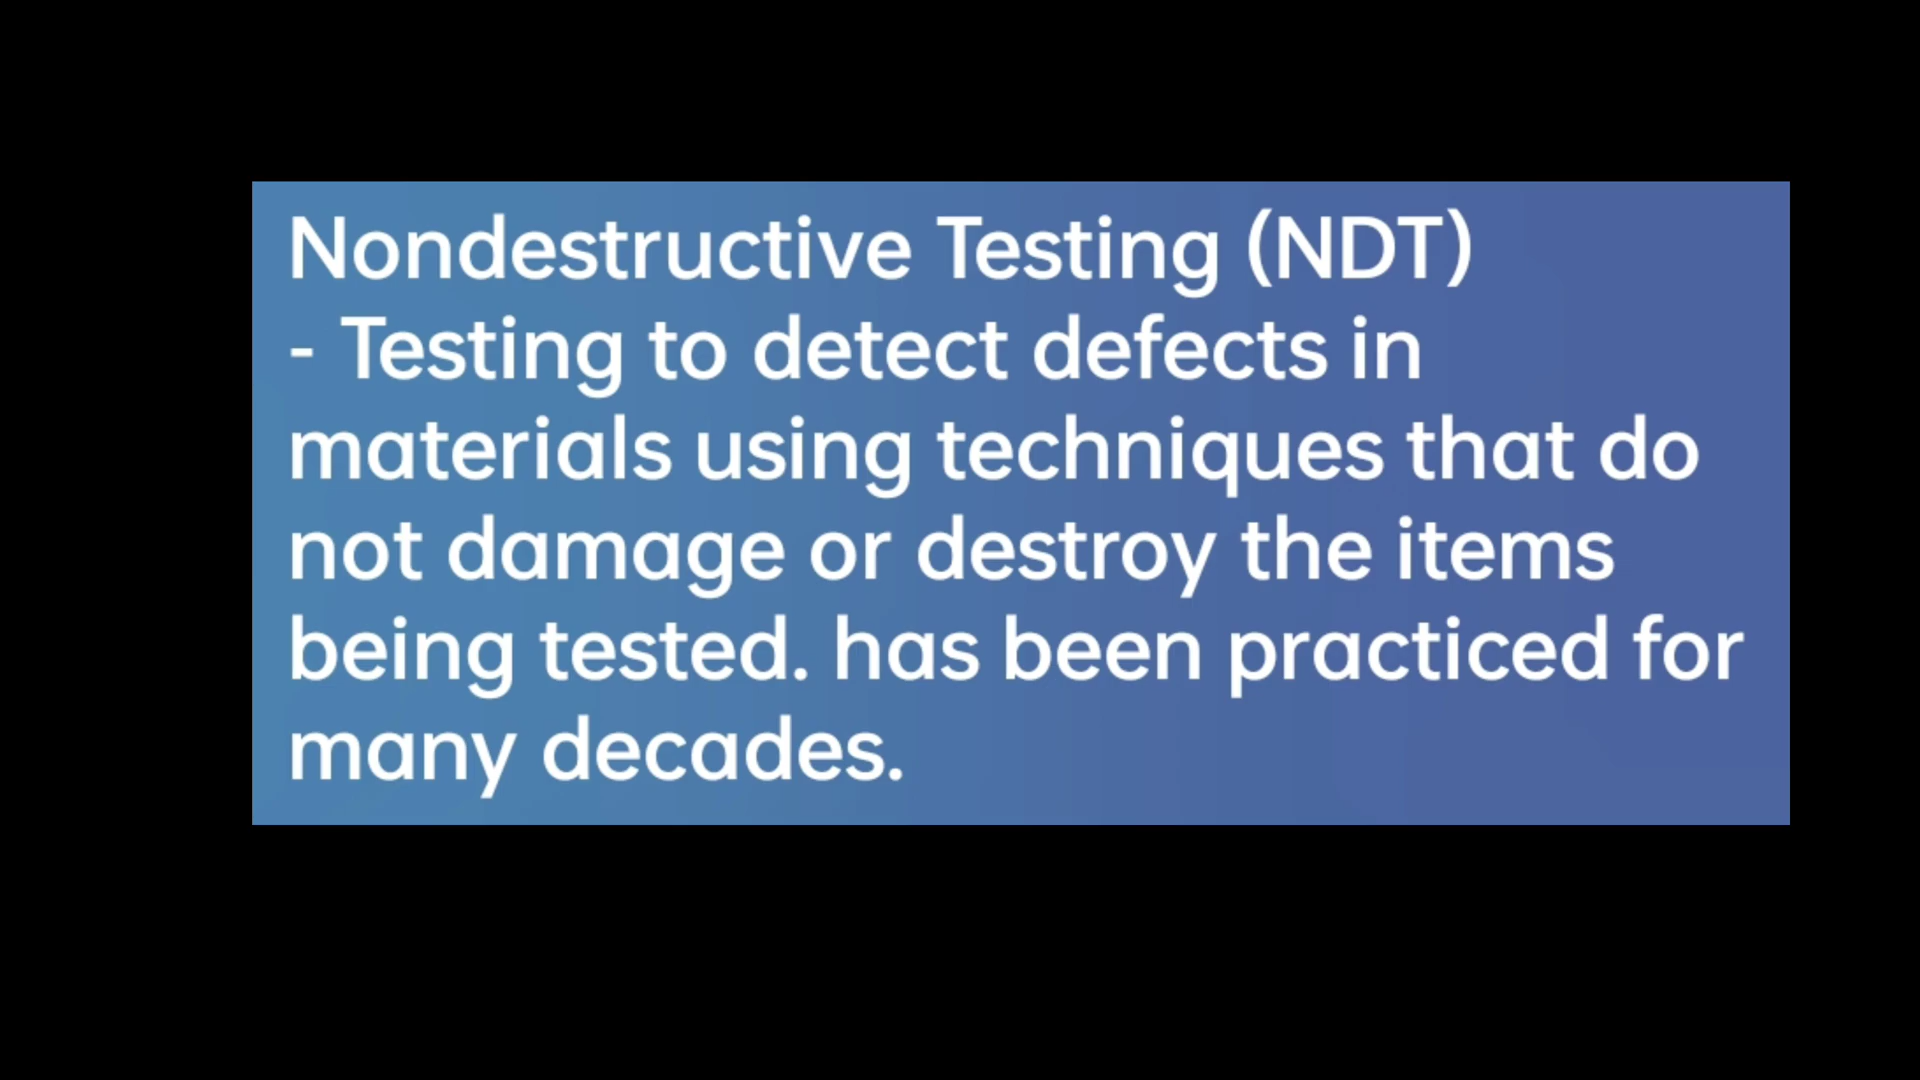 Nondestructive Testing (NDT)
- Testing to detect defects in
materials using techniques that do
not damage or destroy the items
being tested. has been practiced for
many decades.